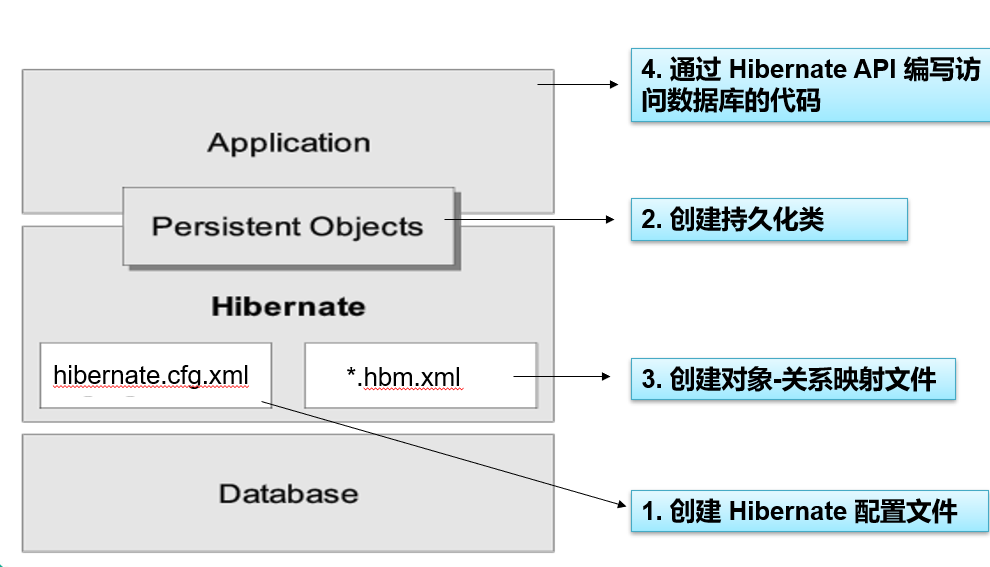 4. 通过 Hibernate API 编写访
问数据库的代码
Application
Persistent Objects
2. 创建持久化类
Hibernate
hibernate.cfg.xml
*.hbm.xml
3. 创建对象-关系映射文件
Database
1. 创建 Hibernate 配置文件